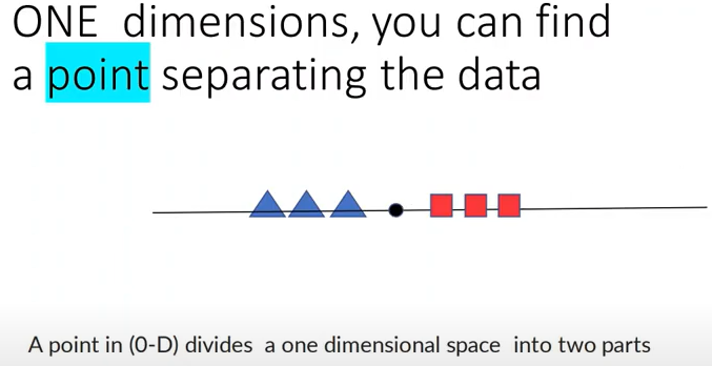 ONE dimensions, you can find
a point separating the data
A point in (0-D) divides a one dimensional space into two parts